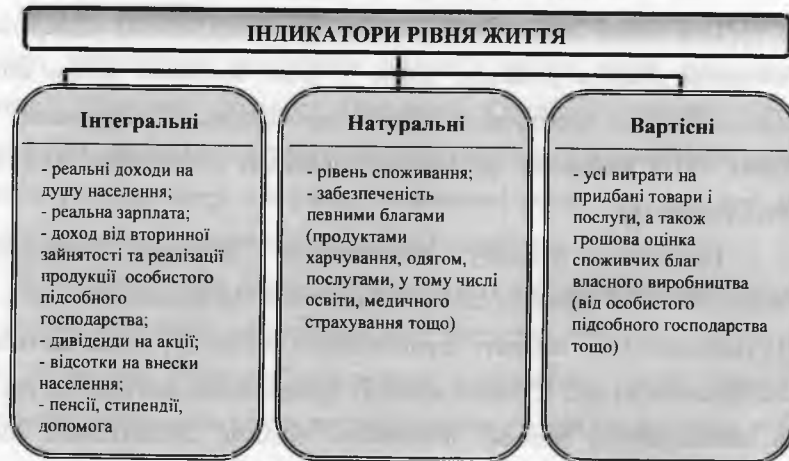 ІНДИКАТОРИ РІВНЯ ЖИТТЯ
Інтегральні
- реальні доходи на
душу населення;
- реальна зарплата;
- доход від вторинної
зайнятості та реалізації
продукції особистого
підсобного
господарства;
- дивіденди на акції;
- відсотки на внески
населення;
- пенсії, стипендії,
допомога
Натуральні
- рівень споживання;
- забезпеченість
певними благами
(продуктами
харчування, одягом,
послугами, у тому числі
освіти, медичного
страхування тощо)
Вартісні
- усі витрати на
придбані товари і
послуги, а також
грошова оцінка
споживчих благ
власного виробництва
(від особистого
підсобного господарства
тощо)